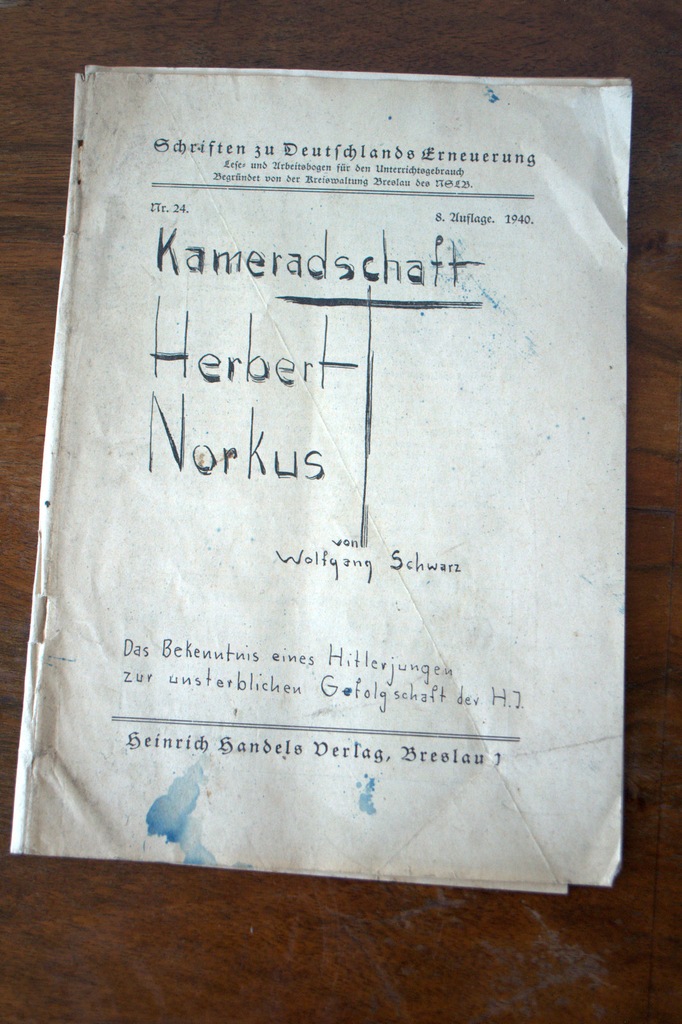 Schriften zu Deutschlands Erneuerung
Lese- und Arbeitsbogen für den Unterrichtsgebrauch
Begründet von der Kreiswaltung Breslau des NSLB.
Nr. 24.
8. Auflage. 1940.
Kameradschaft
Herbert
Norkus
von
Wolfgang Schwarz
Das Bekenntnis eines Hitlerjungen
zur unsterblichen Gefolgschaft der H.J.
Heinrich Handels Verlag, Breslau 1